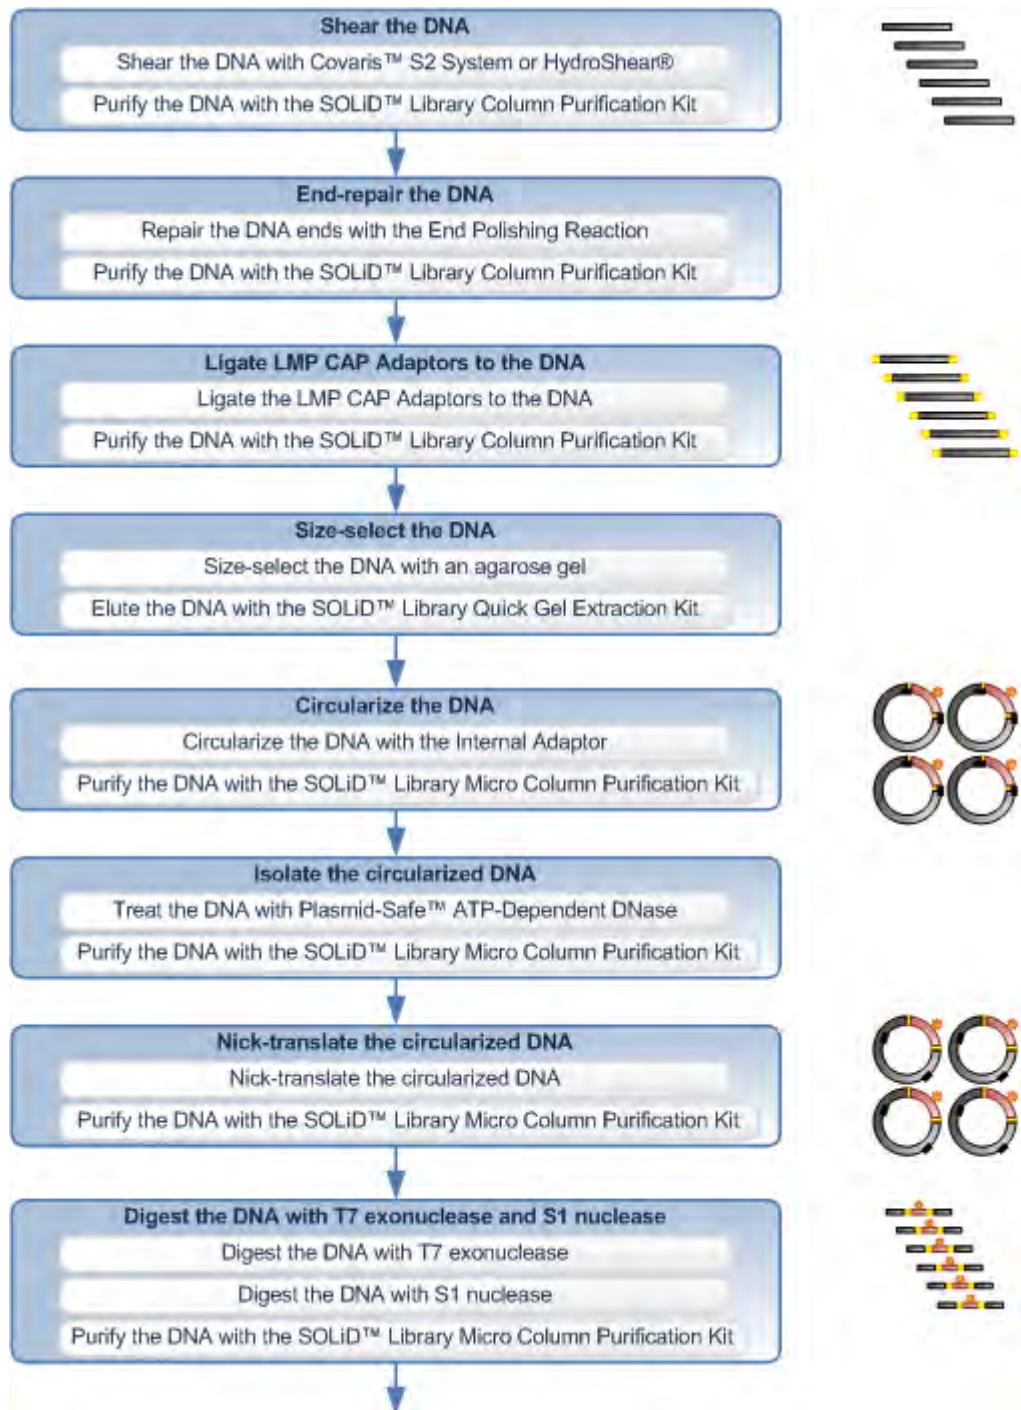 Shear the DNA
Shear the DNA with Covaris™ S2 System or HydroShear®
Purify the DNA with the SOLiD™ Library Column Purification Kit
End-repair the DNA
Repair the DNA ends with the End Polishing Reaction
Purify the DNA with the SOLiD™ Library Column Purification Kit
Ligate LMP CAP Adaptors to the DNA
Ligate the LMP CAP Adaptors to the DNA
Purify the DNA with the SOLiD™ Library Column Purification Kit
Size-select the DNA
Size-select the DNA with an agarose gel
Elute the DNA with the SOLiD™ Library Quick Gel Extraction Kit
Circularize the DNA
Circularize the DNA with the Internal Adaptor
Purify the DNA with the SOLiD™ Library Micro Column Purification Kit
Isolate the circularized DNA
Treat the DNA with Plasmid-Safe™ ATP-Dependent DNase
Purify the DNA with the SOLiD™ Library Micro Column Purification Kit
Nick-translate the circularized DNA
Nick-translate the circularized DNA
Purify the DNA with the SOLiD™ Library Micro Column Purification Kit
Digest the DNA with T7 exonuclease and S1 nuclease
Digest the DNA with T7 exonuclease
Digest the DNA with S1 nuclease
Purify the DNA with the SOLiD™ Library Micro Column Purification Kit